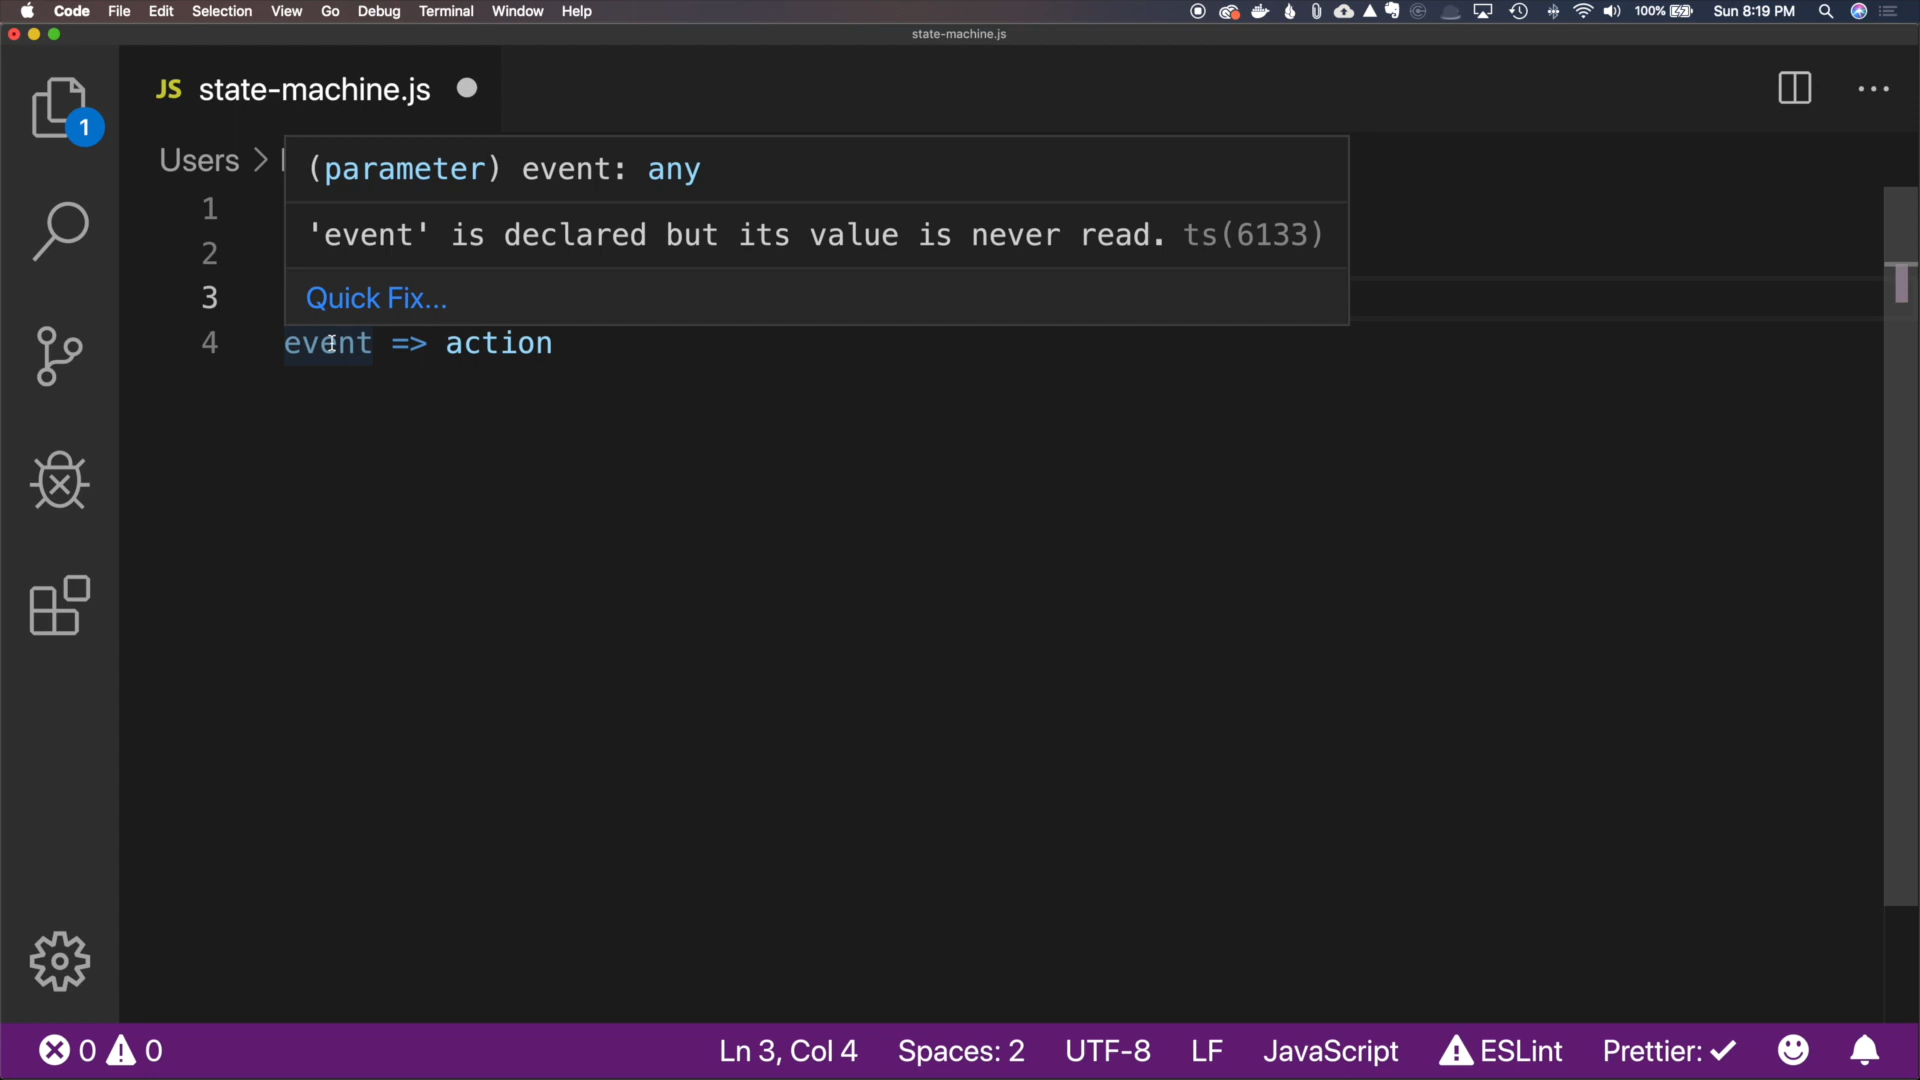 Code File Edit Selection View Go Debug Terminal Window Help 100% Sun 8:19 PM
state-machine.js
JS state-machine.js
1
Users >
(parameter) event: any
1
'event' is declared but its value is never read. ts(6133)
2
3 Quick Fix...
4 event => action
0 0 Ln 3, Col 4 Spaces: 2 UTF-8 LF JavaScript ESLint Prettier: ✓